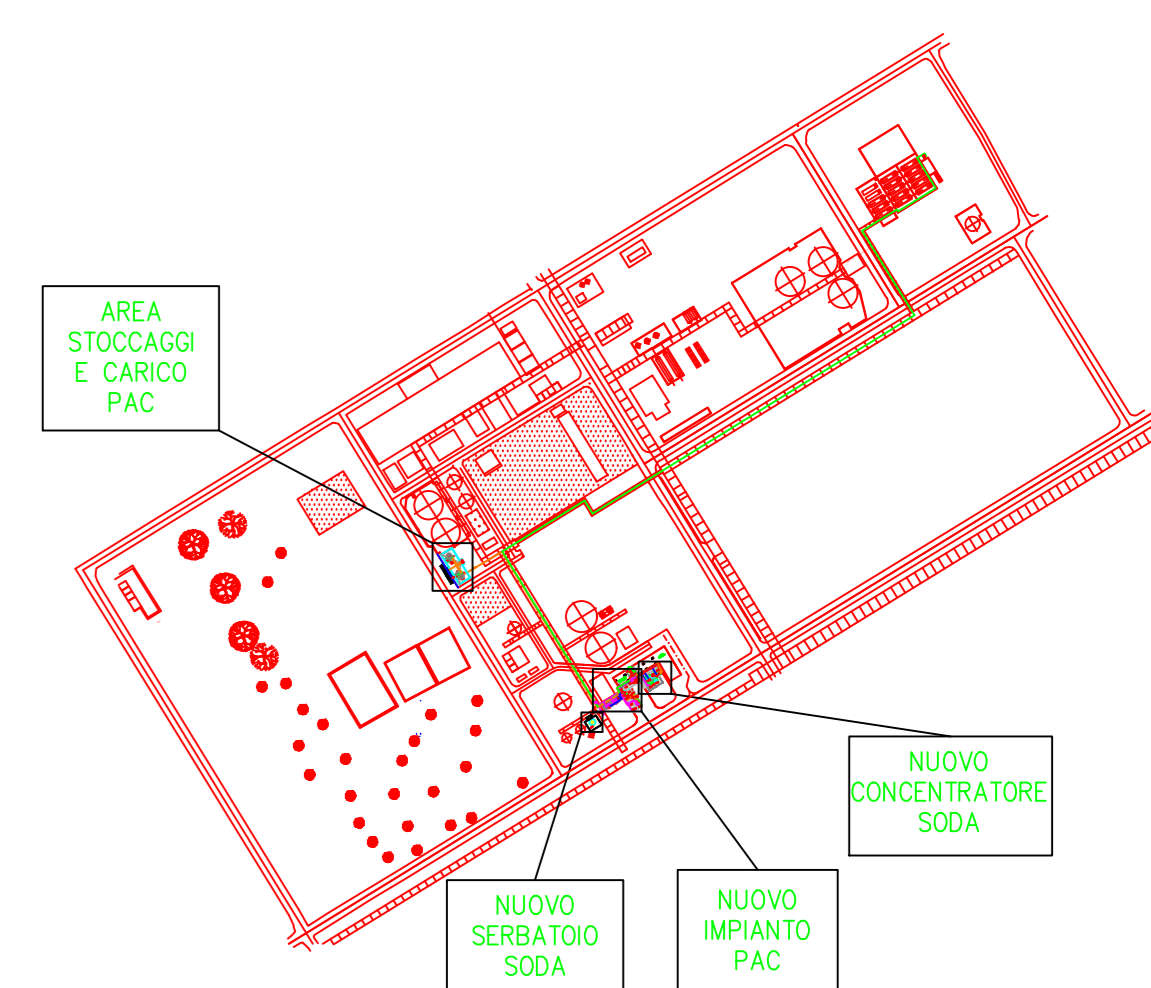 AREA
STOCCAGGI
E CARICO
PAC
NUOVO
CONCENTRATORE
SODA
NUOVO
SERBATOIO
SODA
NUOVO
IMPIANTO
PAC